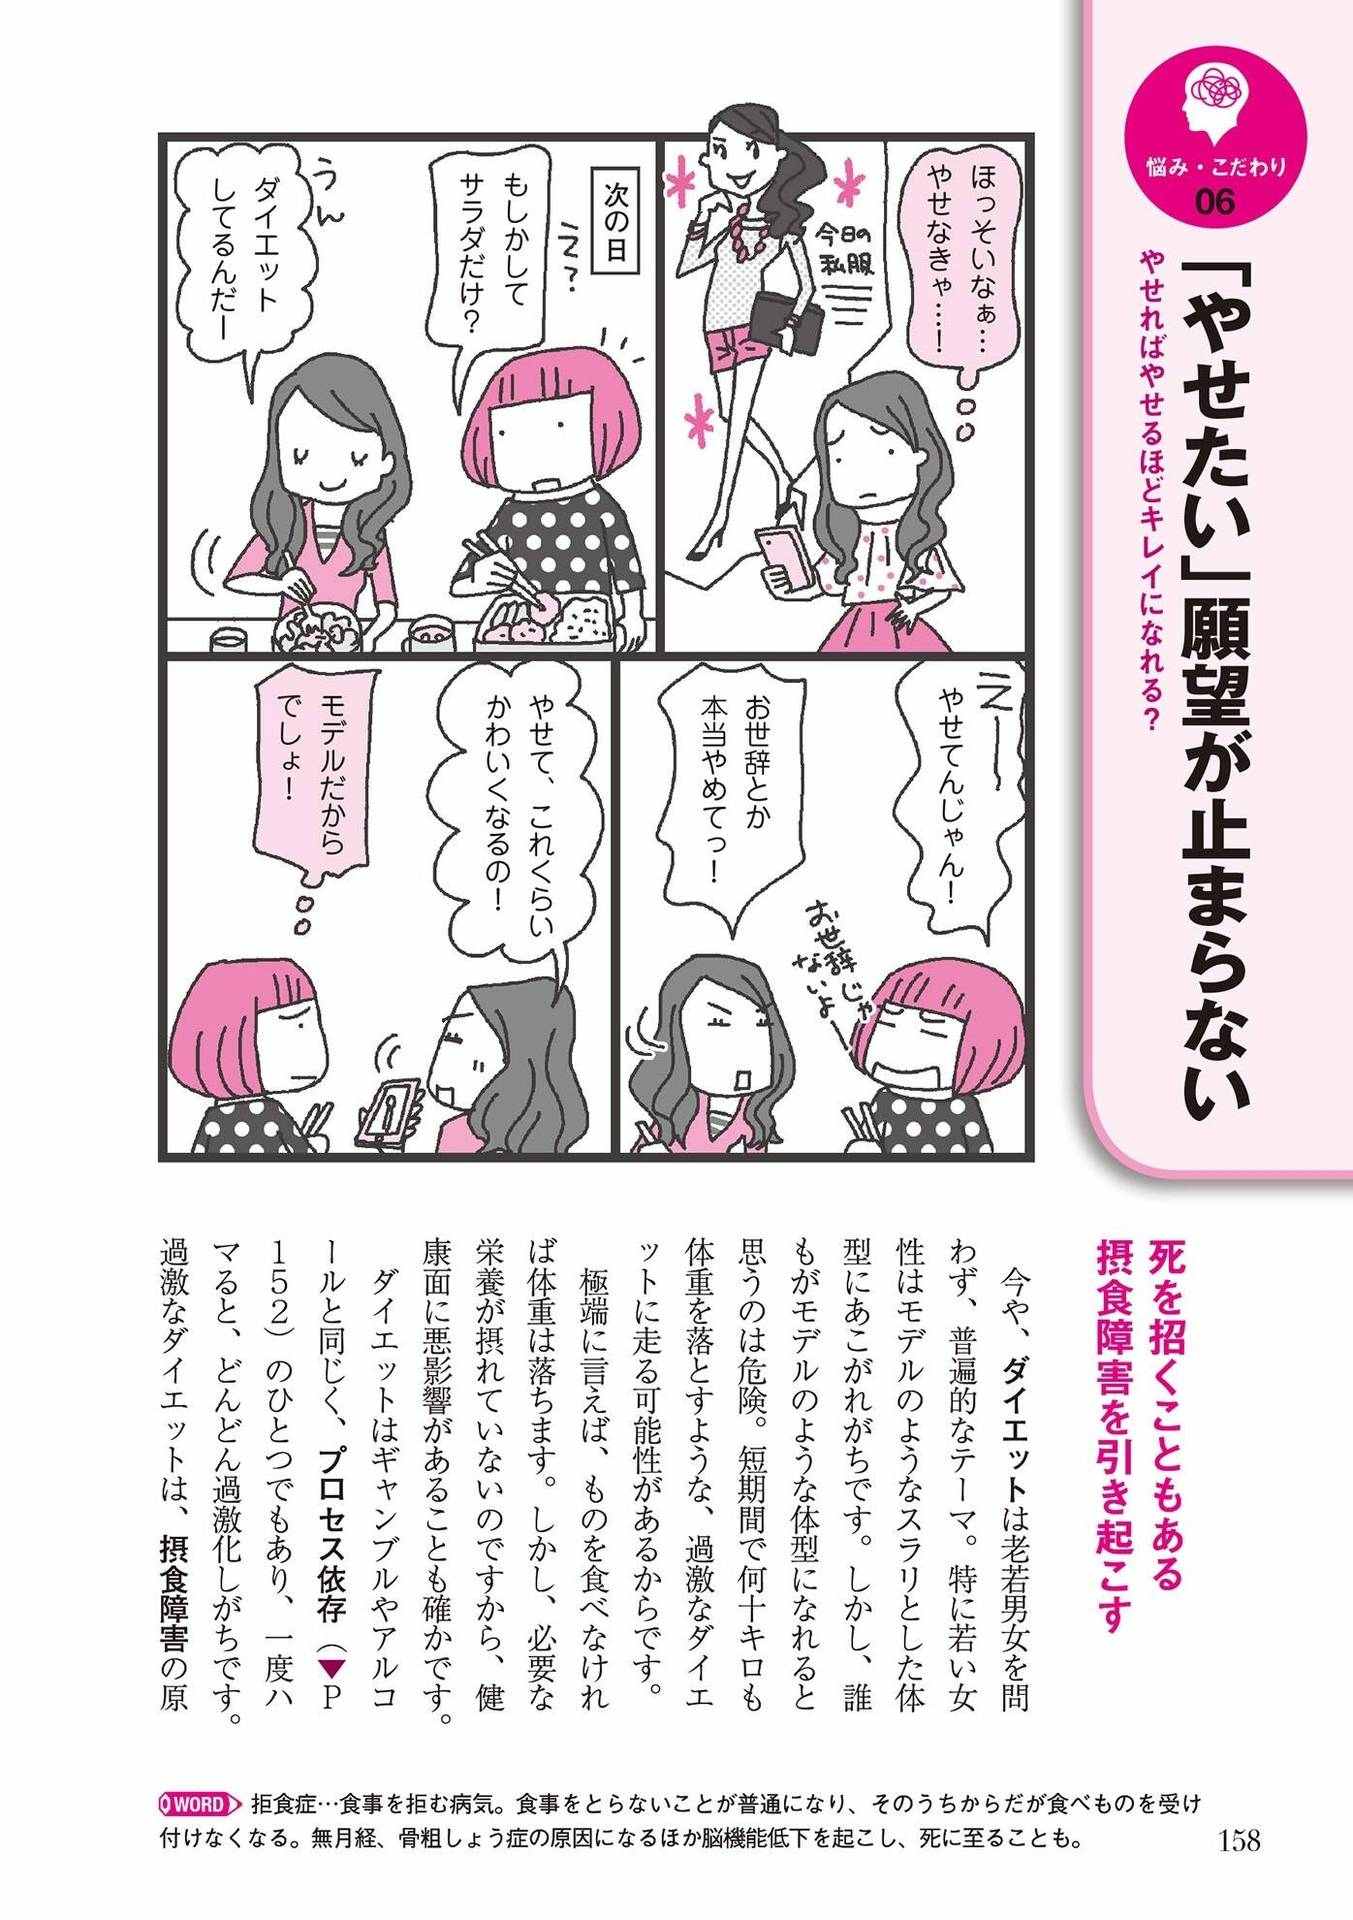 悩み・こだわり
06
「やせたい」願望が止まらない
やせればやせるほどキレイになれる？
ほっそいなぁ…
やせなきゃ…！
今日の
私服
次の日
え？
もしかして
サラダだけ？
うん
ダイエット
してるんだー
えー
やせてんじゃん！
お世辞じゃ
ないよー
お世辞とか
本当やめてっ！
やせて、これくらい
かわいくなるの！
モデルだから
でしょ！
死を招くこともある
摂食障害を引き起こす
今や、ダイエットは老若男女を問
わず、普遍的なテーマ。特に若い女
性はモデルのようなスラリとした体
型にあこがれがちです。しかし、誰
もがモデルのような体型になれると
思うのは危険。短期間で何十キロも
体重を落とすような、過激なダイエ
ットに走る可能性があるからです。
極端に言えば、ものを食べなけれ
ば体重は落ちます。しかし、必要な
栄養が摂れていないのですから、健
康面に悪影響があることも確かです。
ダイエットはギャンブルやアルコ
ールと同じく、プロセス依存（▼P
152）のひとつでもあり、一度ハ
マると、どんどん過激化しがちです。
過激なダイエットは、摂食障害の原
WORD 拒食症…食事を拒む病気。食事をとらないことが普通になり、そのうちからだが食べものを受け
付けなくなる。無月経、骨粗しょう症の原因になるほか脳機能低下を起こし、死に至ることも。
158